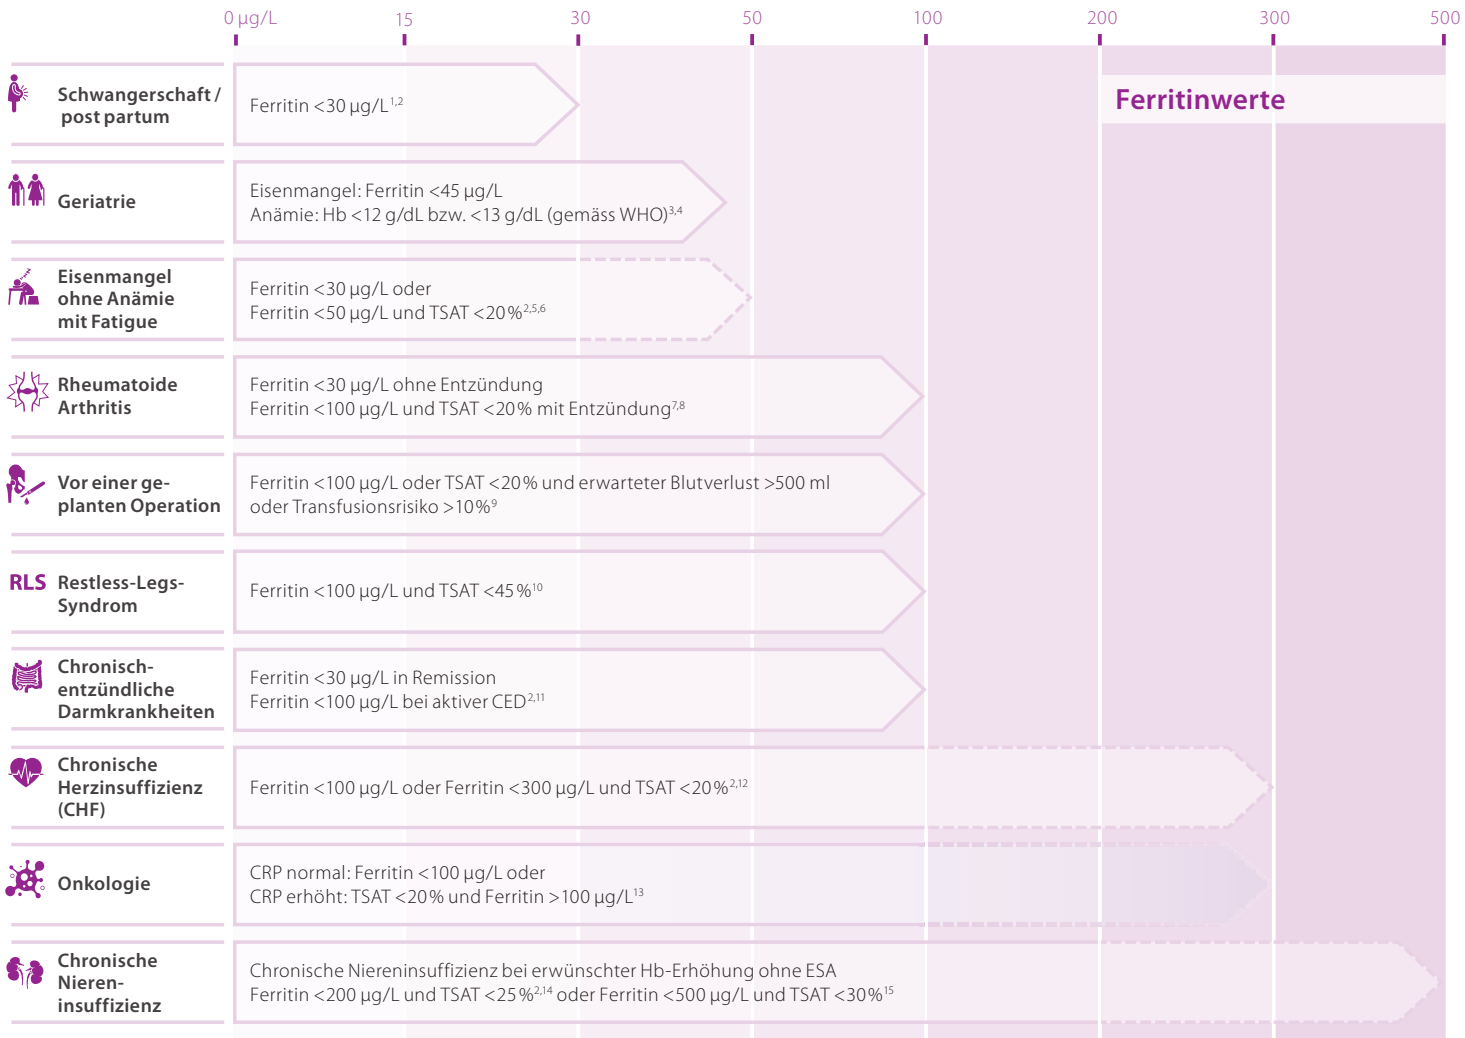 0 µg/L 15 30 50 100 200 300 500
Ferritinwerte
Schwangerschaft /
post partum
Ferritin <30 µg/L1,2
Geriatrie
Eisenmangel: Ferritin <45 µg/L
Anämie: Hb <12 g/dL bzw. <13 g/dL (gemäss WHO)3,4
Eisenmangel
ohne Anämie
mit Fatigue
Ferritin <30 µg/L oder
Ferritin <50 µg/L und TSAT <20%2,5,6
Rheumatoide
Arthritis
Ferritin <30 µg/L ohne Entzündung
Ferritin <100 µg/L und TSAT <20% mit Entzündung7,8
Vor einer ge-
planten Operation
Ferritin <100 µg/L oder TSAT <20% und erwarteter Blutverlust >500 ml
oder Transfusionsrisiko >10%9
RLS
Restless-Legs-
Syndrom
Ferritin <100 µg/L und TSAT <45%10
Chronisch-
entzündliche
Darmkrankheiten
Ferritin <30 µg/L in Remission
Ferritin <100 µg/L bei aktiver CED2,11
Chronische
Herzinsuffizienz
(CHF)
Ferritin <100 µg/L oder Ferritin <300 µg/L und TSAT <20%2,12
Onkologie
CRP normal: Ferritin <100 µg/L oder
CRP erhöht: TSAT <20% und Ferritin >100 µg/L13
Chronische
Nieren-
insuffizienz
Chronische Niereninsuffizienz bei erwünschter Hb-Erhöhung ohne ESA
Ferritin <200 µg/L und TSAT <25%2,14 oder Ferritin <500 µg/L und TSAT <30%15